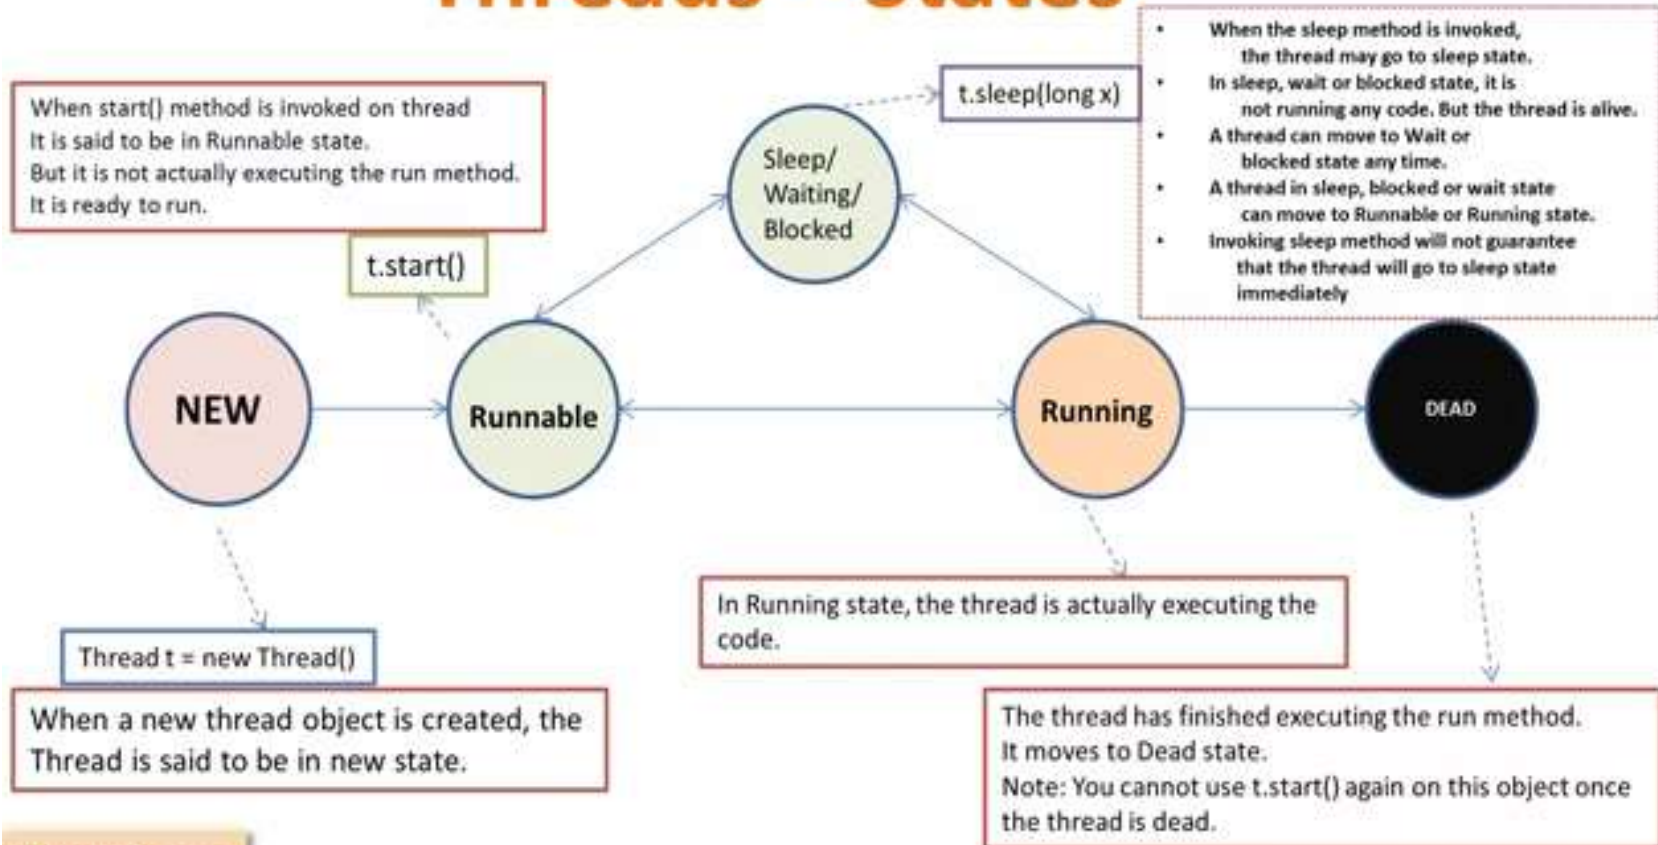 Threads States
When the sleep method is invoked,
the thread may go to sleep state.
In sleep, wait or blocked state, it is
not running any code. But the thread is alive.
A thread can move to Wait or
blocked state any time.
A thread in sleep, blocked or wait state
can move to Runnable or Running state.
Invoking sleep method will not guarantee
that the thread will go to sleep state
immediately
t.sleep(long x)
When start() method is invoked on thread
It is said to be in Runnable state.
But it is not actually executing the run method.
It is ready to run.
Sleep/
Waiting/
Blocked
t.start()
NEW
Runnable
Running
DEAD
In Running state, the thread is actually executing the
code.
Thread t = new Thread()
When a new thread object is created, the
Thread is said to be in new state.
The thread has finished executing the run method.
It moves to Dead state.
Note: You cannot use t.start() again on this object once
the thread is dead.